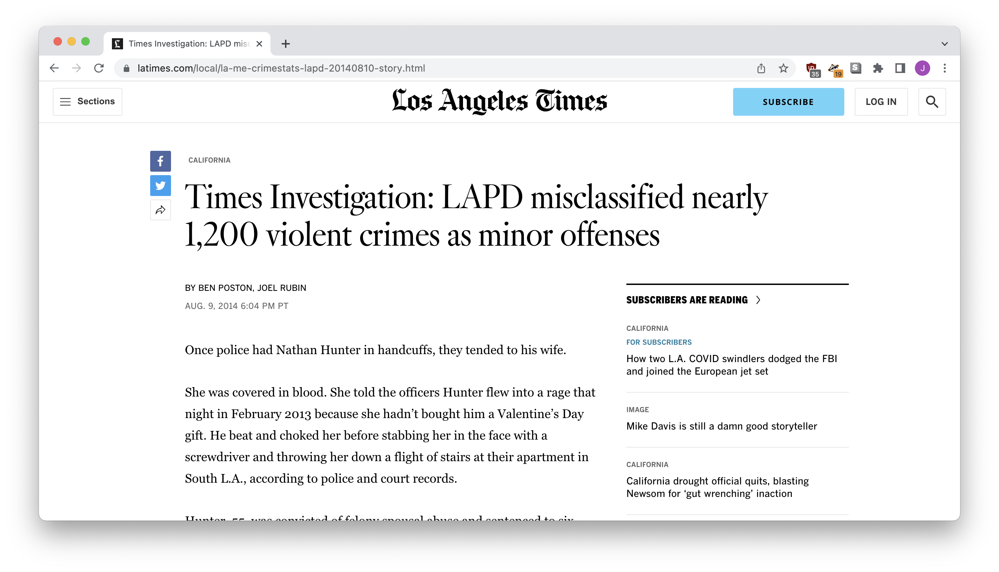 Times Investigation: LAPD misc
latimes.com/local/la-me-crimestats-lapd-20140810-story.html
35
19
S
J
Sections
Los Angeles Times
SUBSCRIBE
LOG IN
CALIFORNIA
Times Investigation: LAPD misclassified nearly
1,200 violent crimes as minor offenses
BY BEN POSTON, JOEL RUBIN
AUG. 9, 2014 6:04 PM PT
Once police had Nathan Hunter in handcuffs, they tended to his wife.
She was covered in blood. She told the officers Hunter flew into a rage that
night in February 2013 because she hadn’t bought him a Valentine’s Day
gift. He beat and choked her before stabbing her in the face with a
screwdriver and throwing her down a flight of stairs at their apartment in
South L.A., according to police and court records.
Hunter, 55, was convicted of felony spousal abuse and sentenced to six
SUBSCRIBERS ARE READING
CALIFORNIA
FOR SUBSCRIBERS
How two L.A. COVID swindlers dodged the FBI
and joined the European jet set
IMAGE
Mike Davis is still a damn good storyteller
CALIFORNIA
California drought official quits, blasting
Newsom for ‘gut wrenching’ inaction